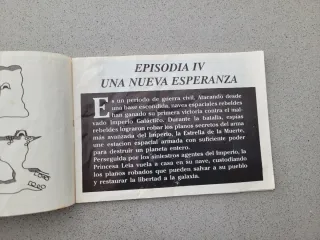 EPISODIA IV
UNA NUEVA ESPERANZA
Es un período de guerra civil. Atacando desde
una base escondida, naves espaciales rebeldes
han ganado su primera victoria contra el mal-
vado Imperio Galáctico. Durante la batalla, espías
rebeldes lograron robar los planos secretos del arma
más avanzada del Imperio, la Estrella de la Muerte,
una estacion espacial armada con suficiente poder
para destruir un planeta entero.
Perseguida por los siniestros agentes del Imperio, la
Princesa Leia vuela a casa en su nave, custodiando
los planos robados que pueden salvar a su pueblo
y restaurar la libertad a la galaxia.